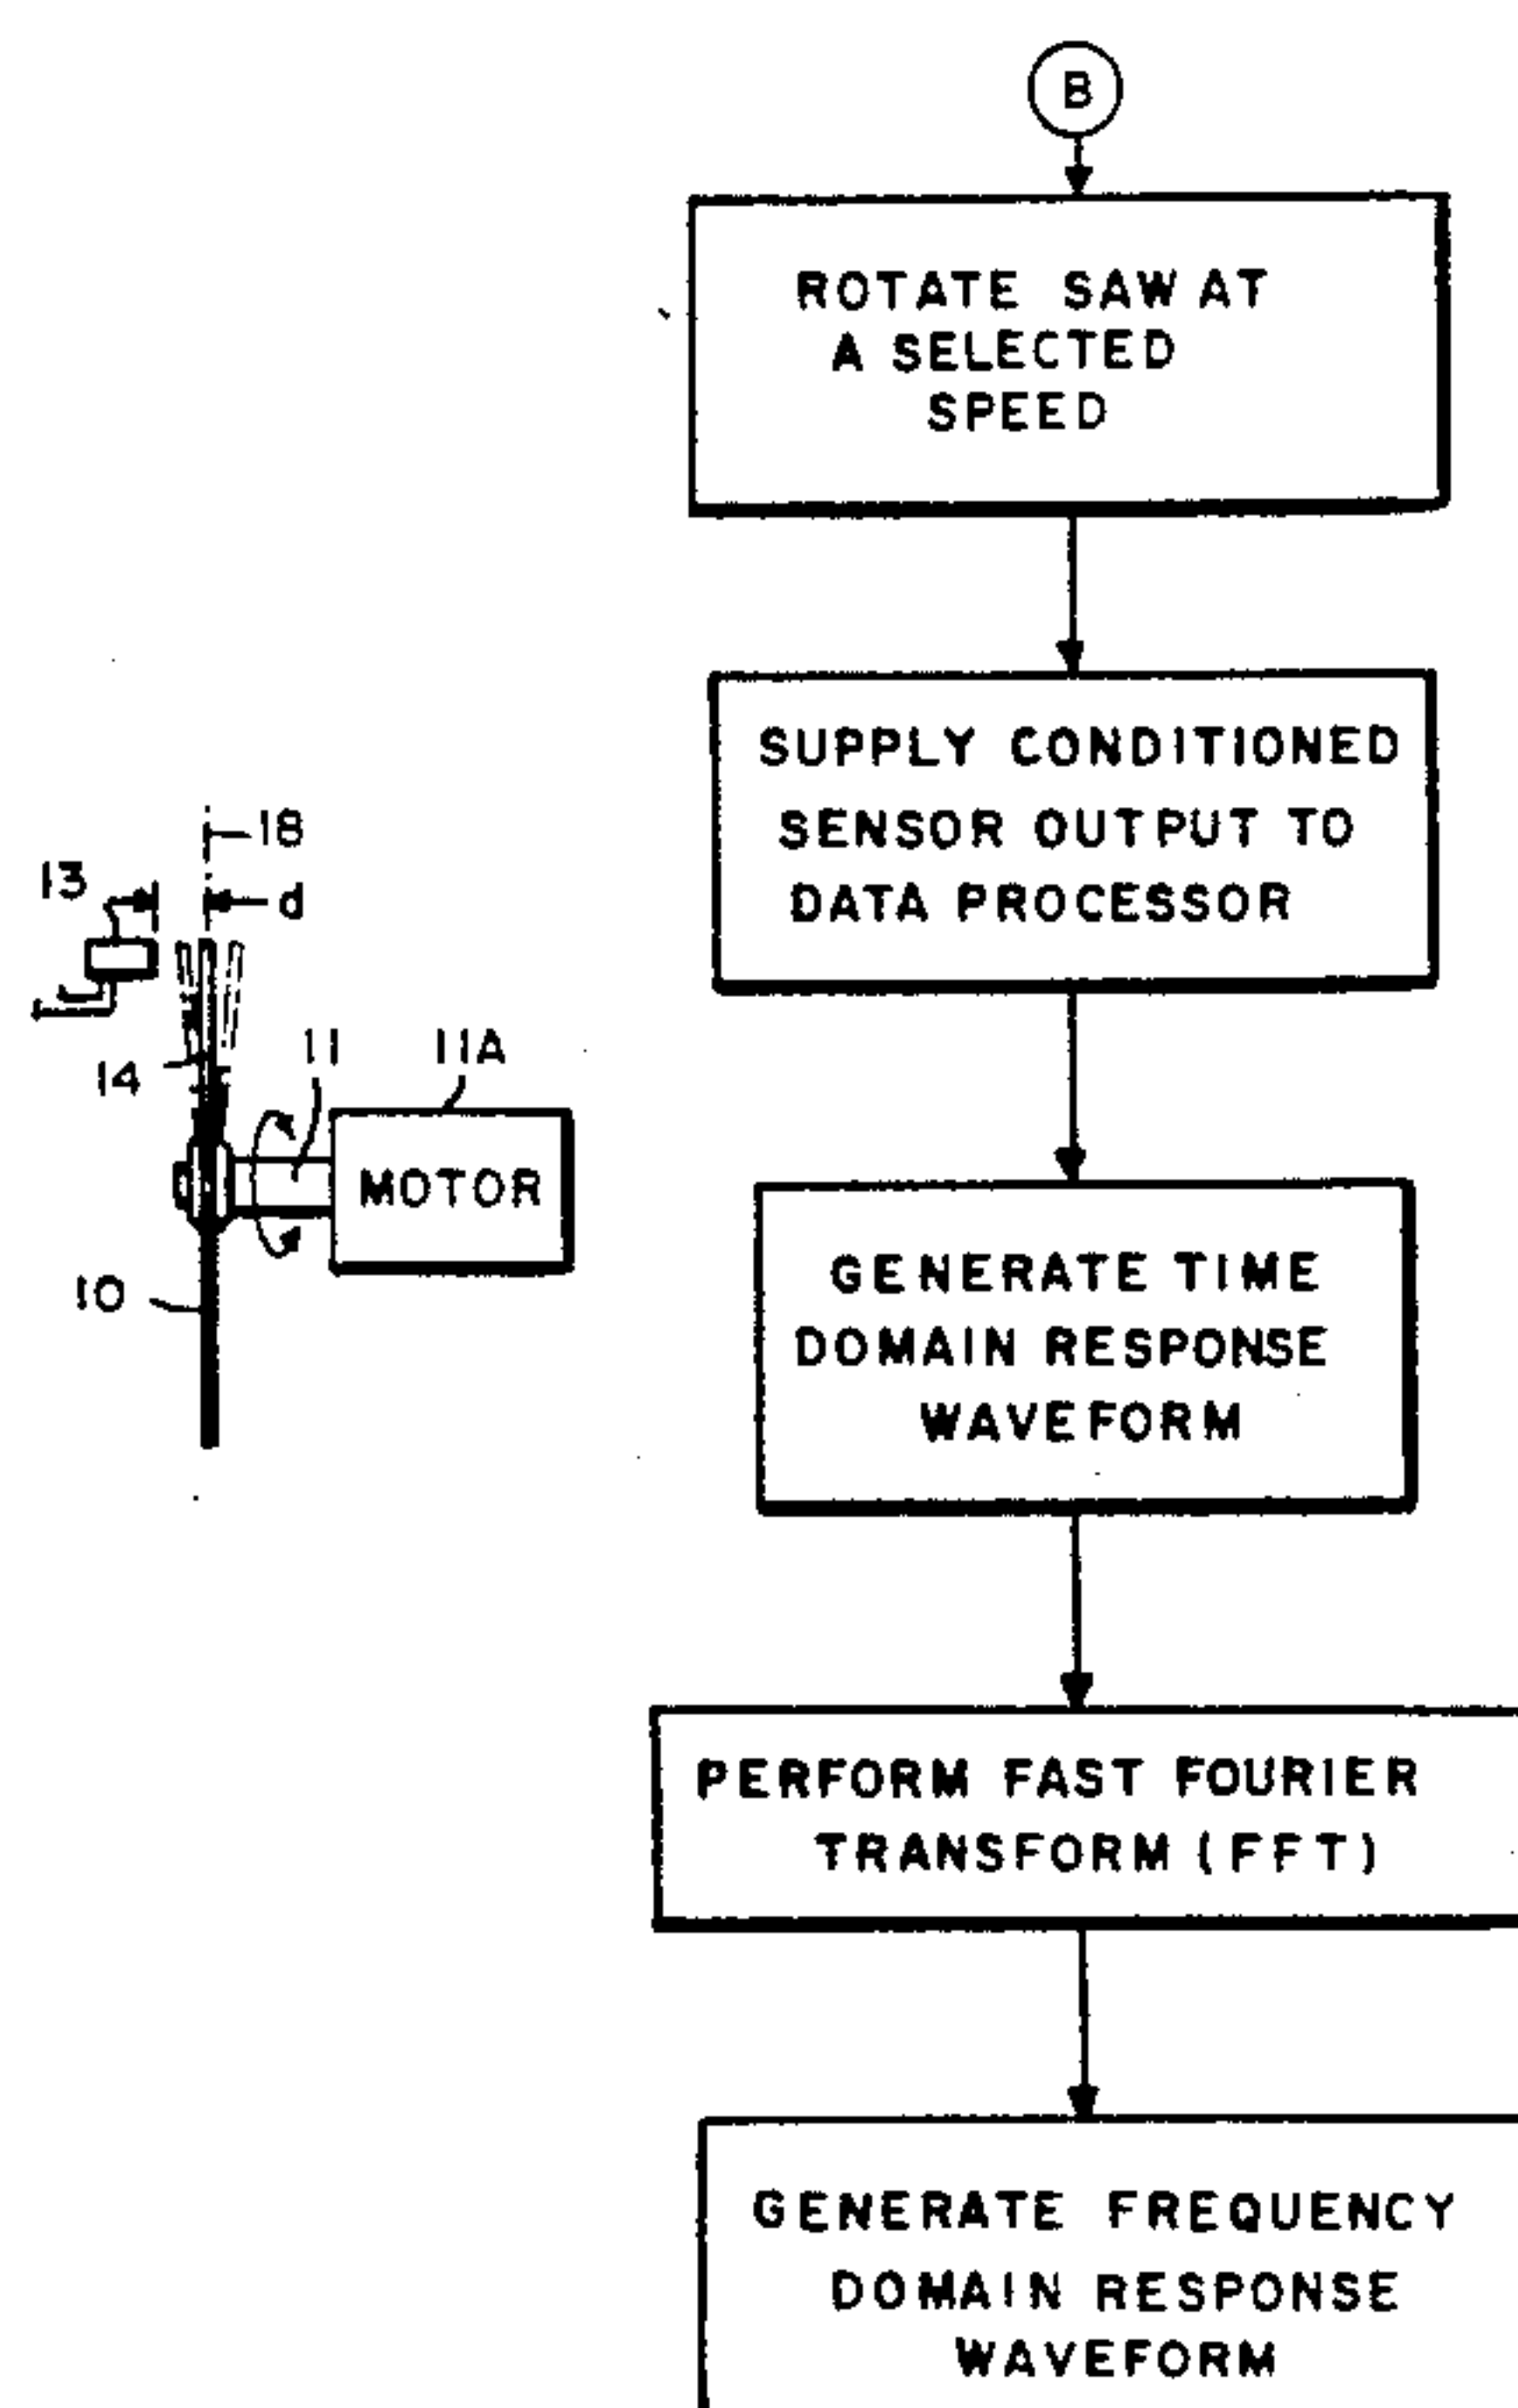 B
ROTATE SAW AT
A SELECTED
SPEED
SUPPLY CONDITIONED
SENSOR OUTPUT TO
DATA PROCESSOR
18
13
d
14
11
11A
MOTOR
10
GENERATE TIME
DOMAIN RESPONSE
WAVEFORM
PERFORM FAST FOURIER
TRANSFORM (FFT)
GENERATE FREQUENCY
DOMAIN RESPONSE
WAVEFORM